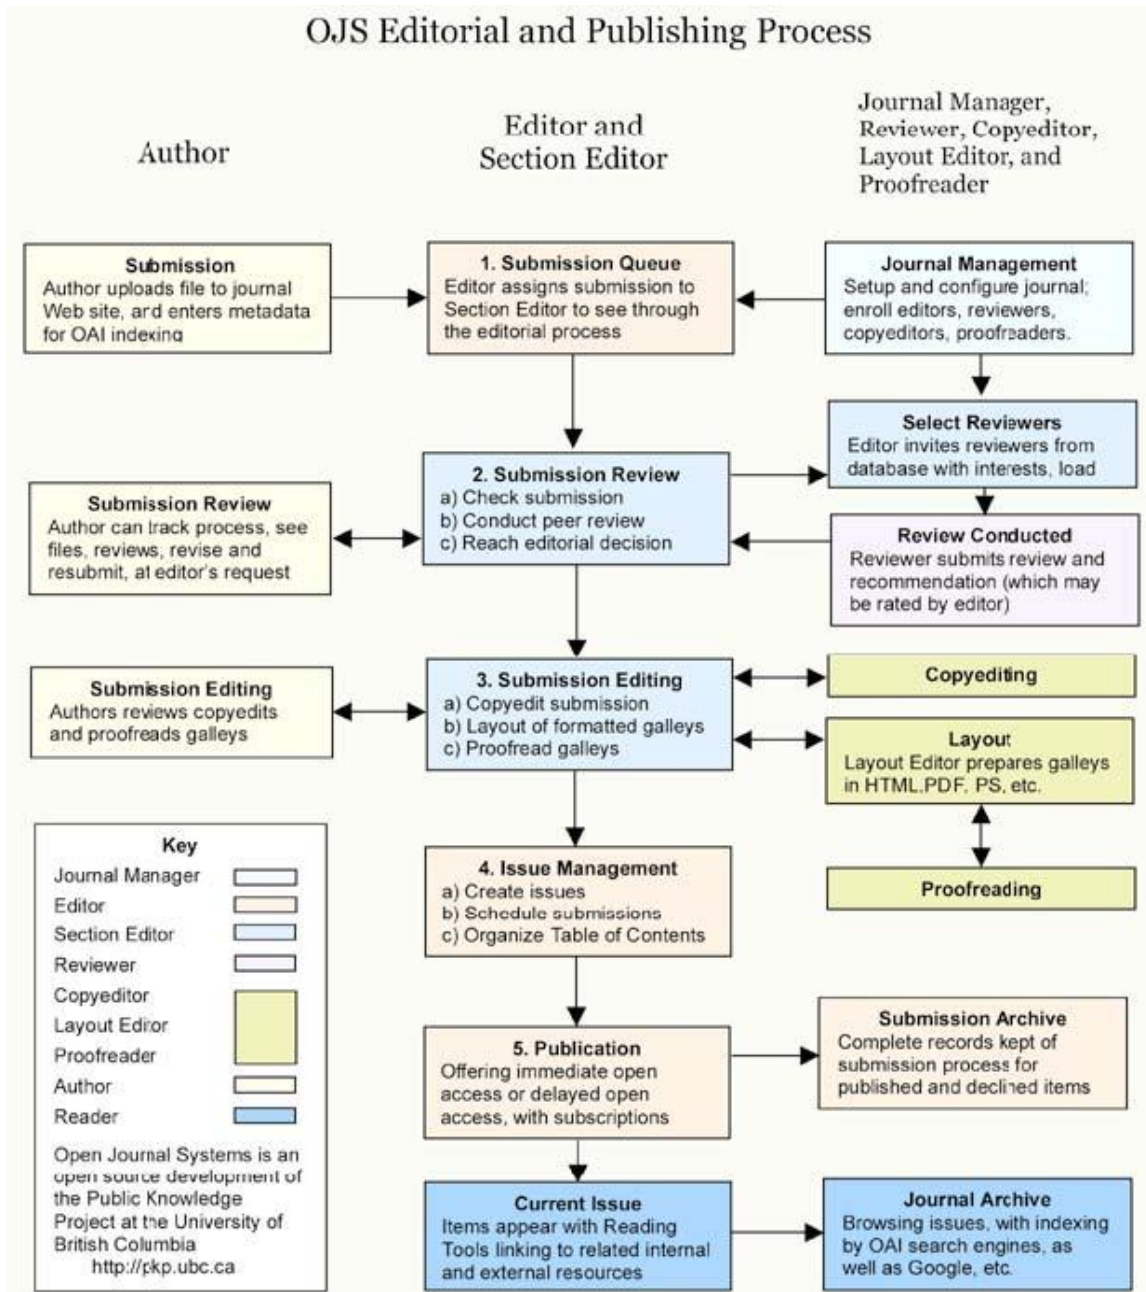 OJS Editorial and Publishing Process
Author
Editor and
Section Editor
Journal Manager,
Reviewer, Copyeditor,
Layout Editor, and
Proofreader
Submission
Author uploads file to journal
Web site, and enters metadata
for OAI indexing
1. Submission Queue
Editor assigns submission to
Section Editor to see through
the editorial process
Journal Management
Setup and configure journal;
enroll editors, reviewers,
copyeditors, proofreaders.
Select Reviewers
Editor invites reviewers from
database with interests, load
Submission Review
Author can track process, see
files, reviews, revise and
resubmit, at editor's request
2. Submission Review
a) Check submission
b) Conduct peer review
c) Reach editorial decision
Review Conducted
Reviewer submits review and
recommendation (which may
be rated by editor)
Submission Editing
Authors reviews copyedits
and proofreads galleys
3. Submission Editing
a) Copyedit submission
b) Layout of formatted galleys
c) Proofread galleys
Copyediting
Layout
Layout Editor prepares galleys
in HTML.PDF, PS, etc.
Proofreading
Key
Journal Manager
Editor
Section Editor
Reviewer
Copyeditor
Layout Editor
Proofreader
Author
Reader
Open Journal Systems is an
open source development of
the Public Knowledge
Project at the University of
British Columbia
http://pkp.ubc.ca
4. Issue Management
a) Create issues
b) Schedule submissions
c) Organize Table of Contents
5. Publication
Offering immediate open
access or delayed open
access, with subscriptions
Submission Archive
Complete records kept of
submission process for
published and declined items
Current Issue
Items appear with Reading
Tools linking to related internal
and external resources
Journal Archive
Browsing issues, with indexing
by OAI search engines, as
well as Google, etc.